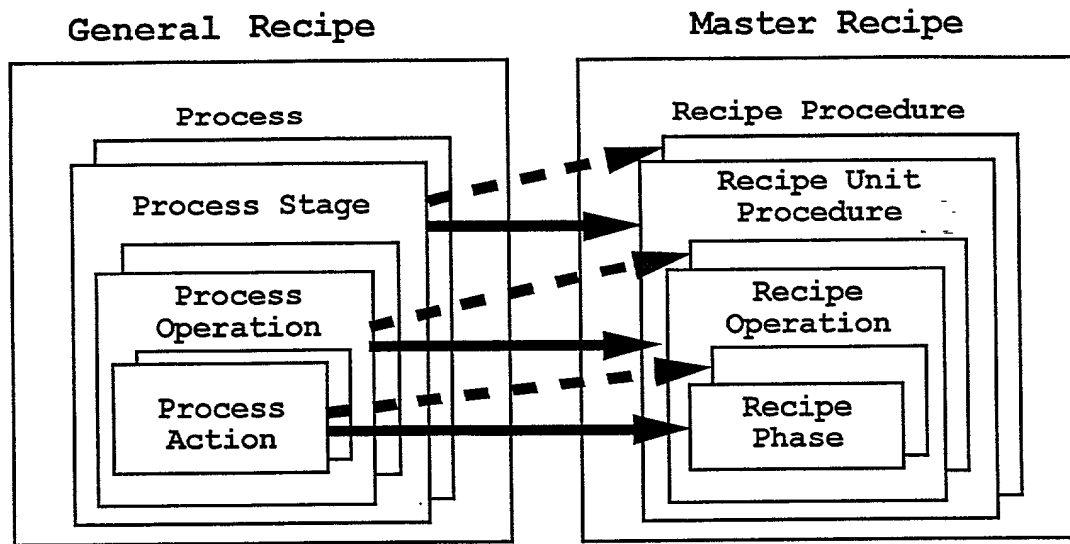 General Recipe
Master Recipe
Process
Process Stage
Process
Operation
Process
Action
Recipe Procedure
Recipe Unit
Procedure
Recipe
Operation
Recipe
Phase